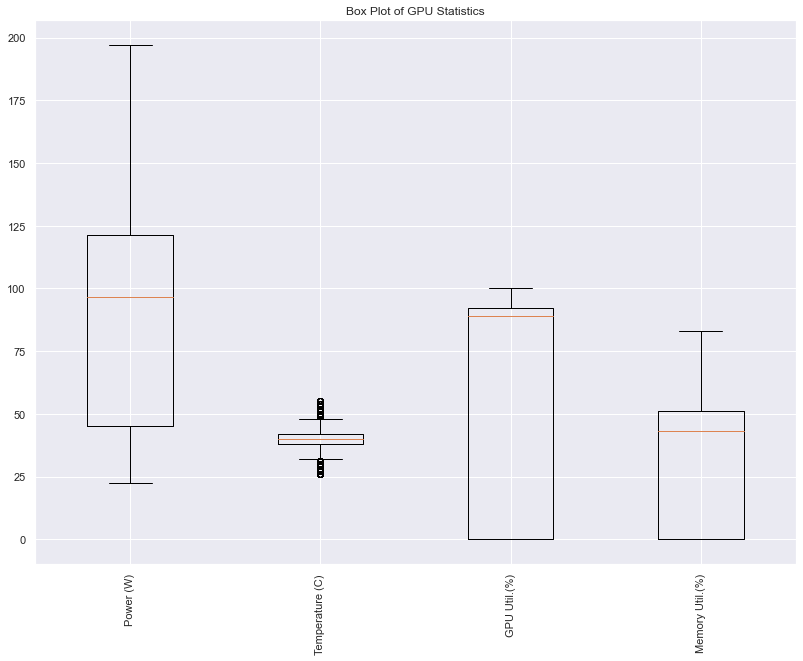 Box Plot of GPU Statistics
200
175
150
125
100
75
50
25
0
Power (W)
Temperature (C)
GPU Util.(%)
Memory Util.(%)